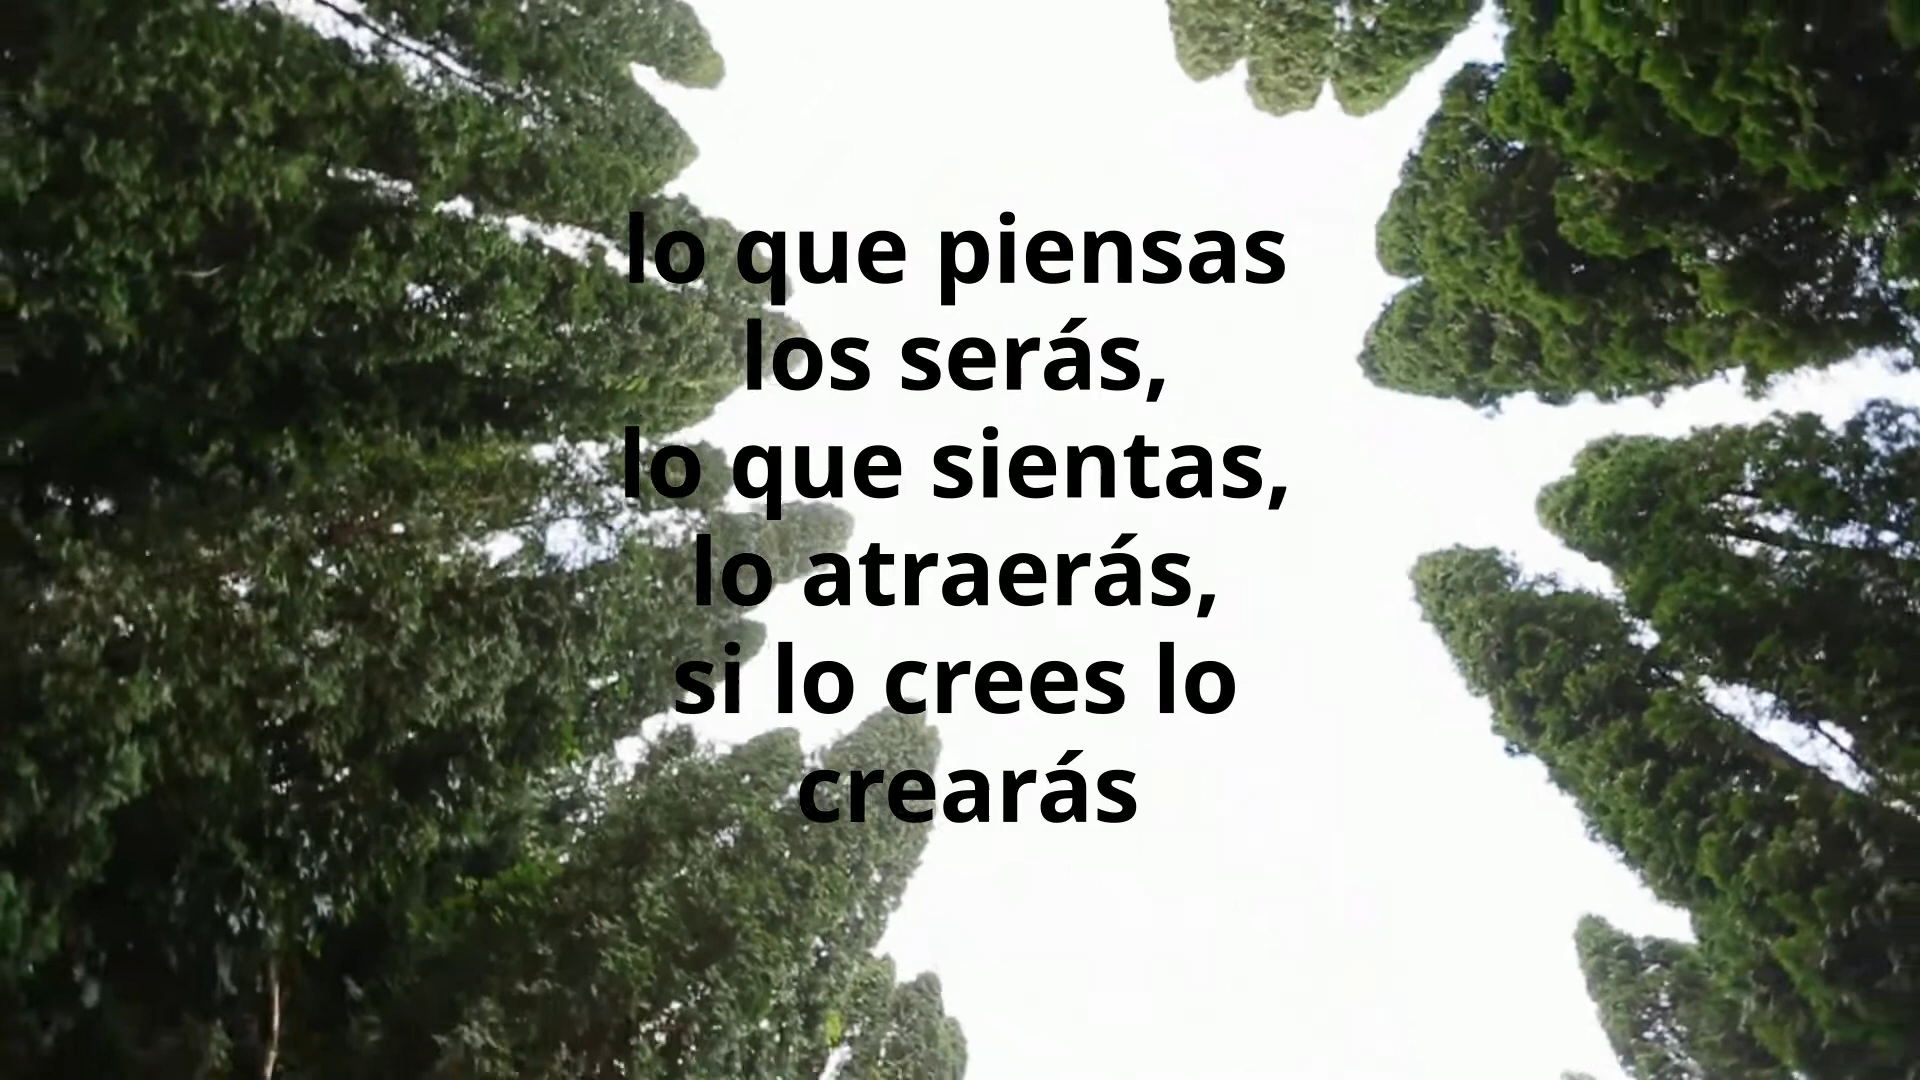 lo que piensas
los serás,
lo que sientas,
lo atraerás,
si lo crees lo
crearás